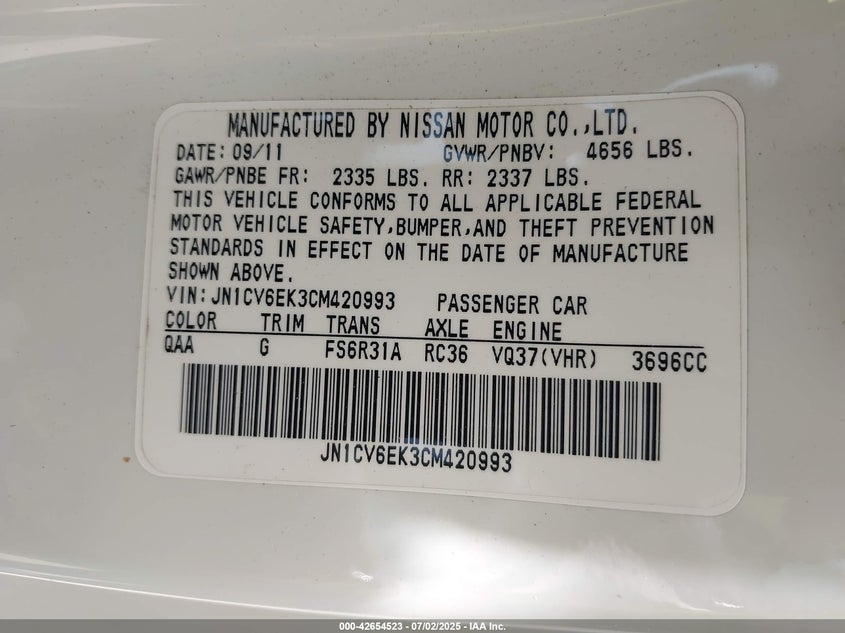 MANUFACTURED BY NISSAN MOTOR CO.,LTD.
DATE:09/11 GVWR/PNBV: 4656 LBS.
GAWR/PNBE FR: 2335 LBS. RR: 2337 LBS.
THIS VEHICLE CONFORMS TO ALL APPLICABLE FEDERAL
MOTOR VEHICLE SAFETY,BUMPER,AND THEFT PREVENTION
STANDARDS IN EFFECT ON THE DATE OF MANUFACTURE
SHOWN ABOVE.
VIN:JN1CV6EK3CM420993 PASSENGER CAR
COLOR TRIM TRANS AXLE ENGINE
QAA G FS6R31A RC36 VQ37(VHR) 3696CC
JN1CV6EK3CM420993
000-42654523 - 07/02/2025 - IAA Inc.